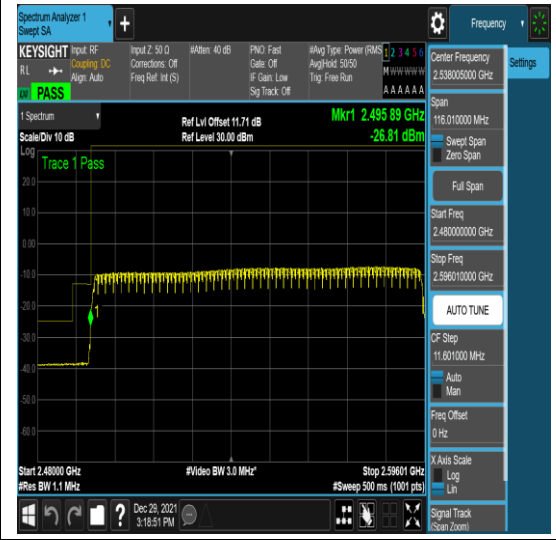 Spectrum Analyzer 1
Swept SA
Frequency
KEYSIGHT Input: RF Input Z: 50 Ω #Atten: 40 dB PNO: Fast #Avg Type: Power (RMS 1 2 3 4 5 6
RL Coupling: DC Corrections: Off Gate: Off Avg|Hold: 50/50 M W W W W W
Align: Auto Freq Ref: Int (S) IF Gain: Low Trig: Free Run
PASS Sig Track: Off A A A A A A
1 Spectrum Ref Lvl Offset 11.71 dB Mkr1 2.495 89 GHz
Scale/Div 10 dB Ref Level 30.00 dBm -26.81 dBm
Log
Trace 1 Pass
20.0
10.0
0.00
-10.0
-20.0
1
-30.0
-40.0
-50.0
-60.0
Start 2.48000 GHz #Video BW 3.0 MHz* Stop 2.59601 GHz
#Res BW 1.1 MHz #Sweep 500 ms (1001 pts)
? Dec 29, 2021
3:18:51 PM
Center Frequency
2.538005000 GHz
Settings
Span
116.010000 MHz
Swept Span
Zero Span
Full Span
Start Freq
2.480000000 GHz
Stop Freq
2.596010000 GHz
AUTO TUNE
CF Step
11.601000 MHz
Auto
Man
Freq Offset
0 Hz
X Axis Scale
Log
Lin
Signal Track
(Span Zoom)